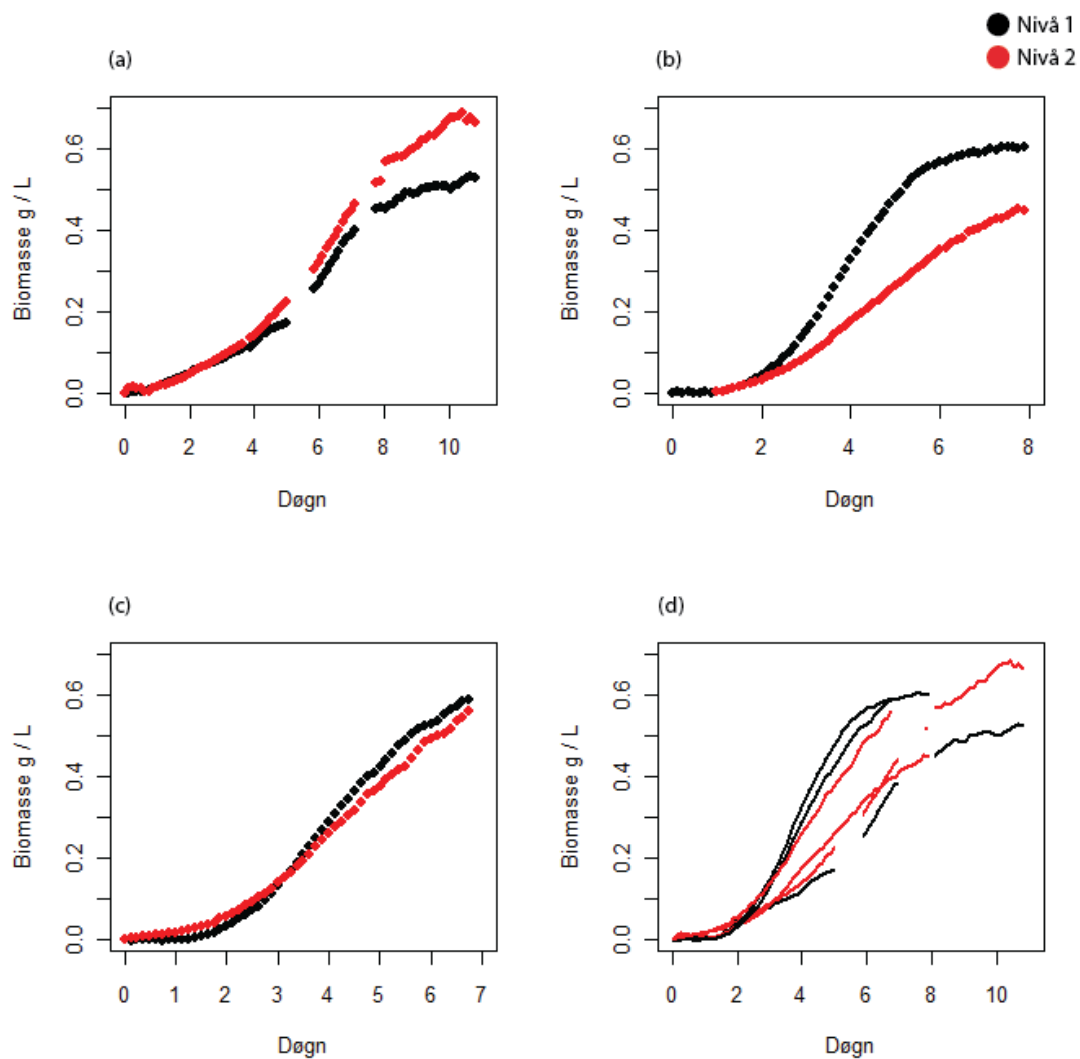 Nivå 1
Nivå 2
(a)
Biomasse g / L
0.0 0.2 0.4 0.6
0 2 4 6 8 10
Døgn
(b)
Biomasse g / L
0.0 0.2 0.4 0.6
0 2 4 6 8
Døgn
(c)
Biomasse g / L
0.0 0.2 0.4 0.6
0 1 2 3 4 5 6 7
Døgn
(d)
Biomasse g / L
0.0 0.2 0.4 0.6
0 2 4 6 8 10
Døgn